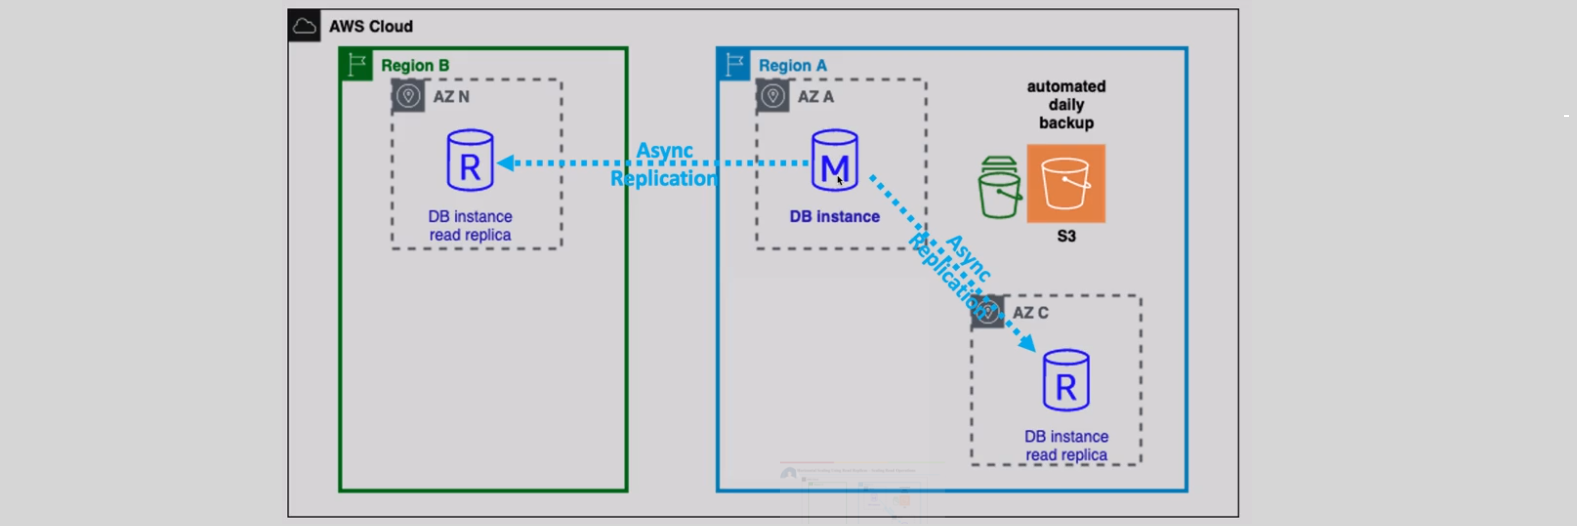 AWS Cloud
Region B
AZ N
R
DB instance
read replica
Async
Replication
Region A
AZ A
M
DB instance
automated
daily
backup
S3
Async
Replication
AZ C
R
DB instance
read replica